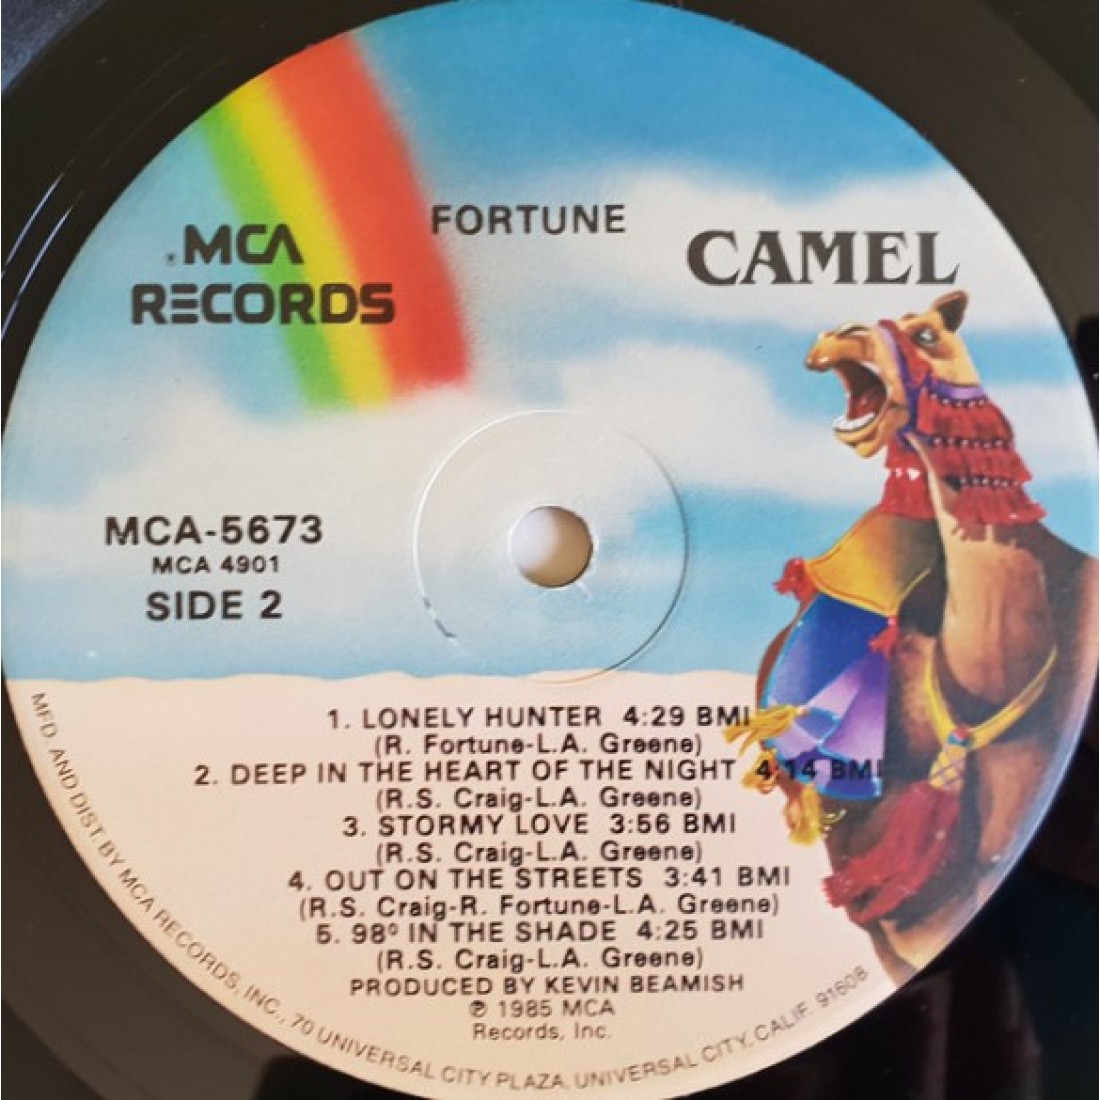 FORTUNE
CAMEL
MCA
RECORDS
MCA-5673
MCA 4901
SIDE 2
1. LONELY HUNTER 4:29 BMI
(R. Fortune-L.A. Greene)
2. DEEP IN THE HEART OF THE NIGHT 4:14 BMI
(R.S. Craig-L.A. Greene)
3. STORMY LOVE 3:56 BMI
(R.S. Craig-L.A. Greene)
4. OUT ON THE STREETS 3:41 BMI
(R.S. Craig-R. Fortune-L.A. Greene)
5. 98° IN THE SHADE 4:25 BMI
(R.S. Craig-L.A. Greene)
PRODUCED BY KEVIN BEAMISH
℗ 1985 MCA
Records, Inc.
MFD. AND DIST. BY MCA RECORDS, INC., 70 UNIVERSAL CITY PLAZA, UNIVERSAL CITY, CALIF. 91608